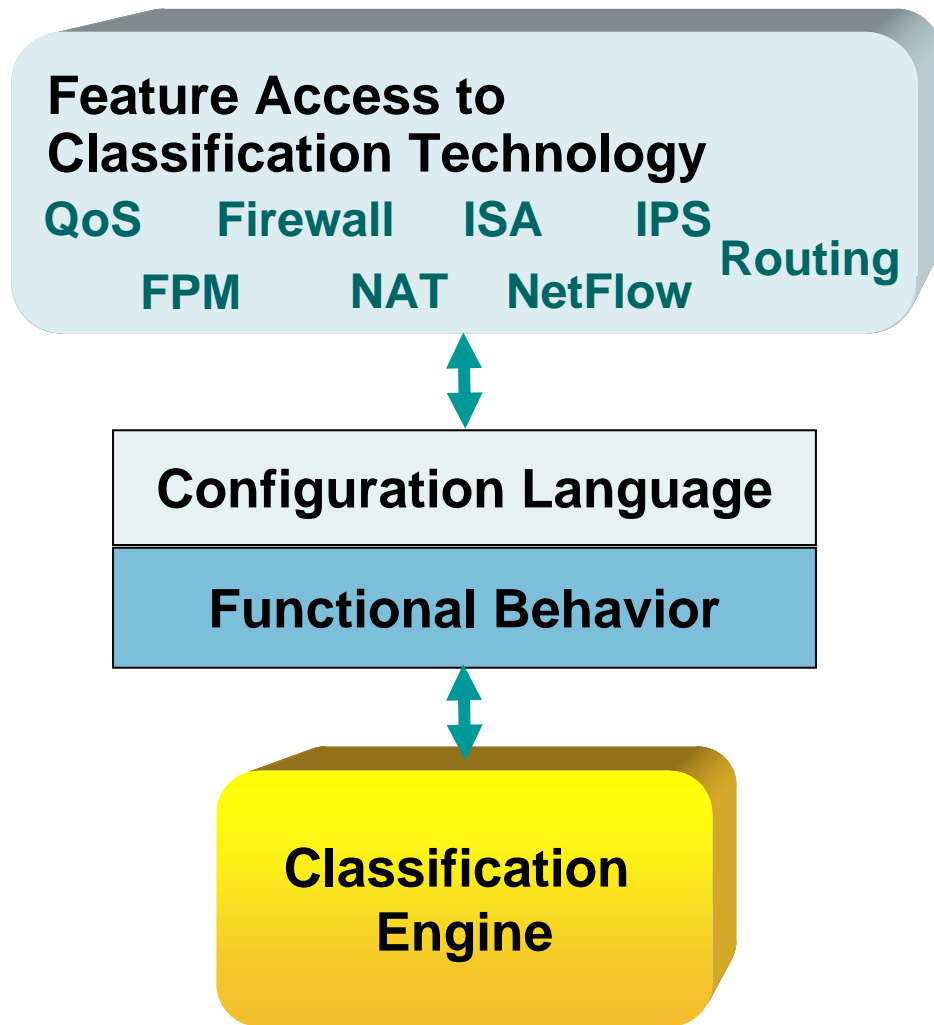 Feature Access to
Classification Technology
QoS Firewall ISA IPS
Routing
FPM NAT NetFlow
Configuration Language
Functional Behavior
Classification
Engine